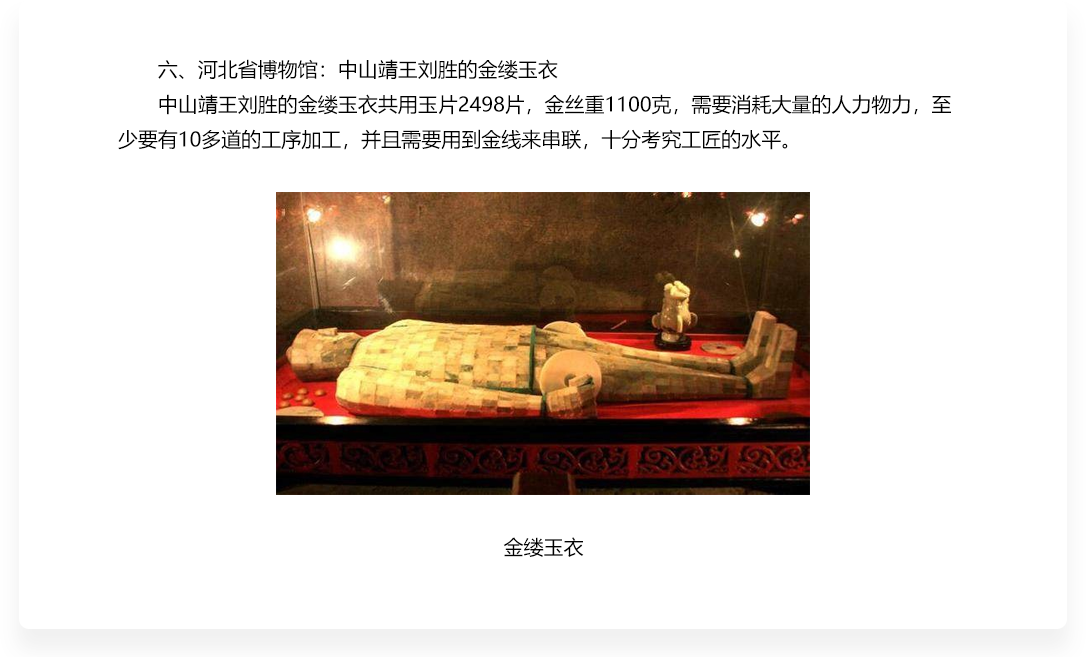 六、河北省博物馆：中山靖王刘胜的金缕玉衣
中山靖王刘胜的金缕玉衣共用玉片2498片，金丝重1100克，需要消耗大量的人力物力，至
少要有10多道的工序加工，并且需要用到金线来串联，十分考究工匠的水平。
金缕玉衣